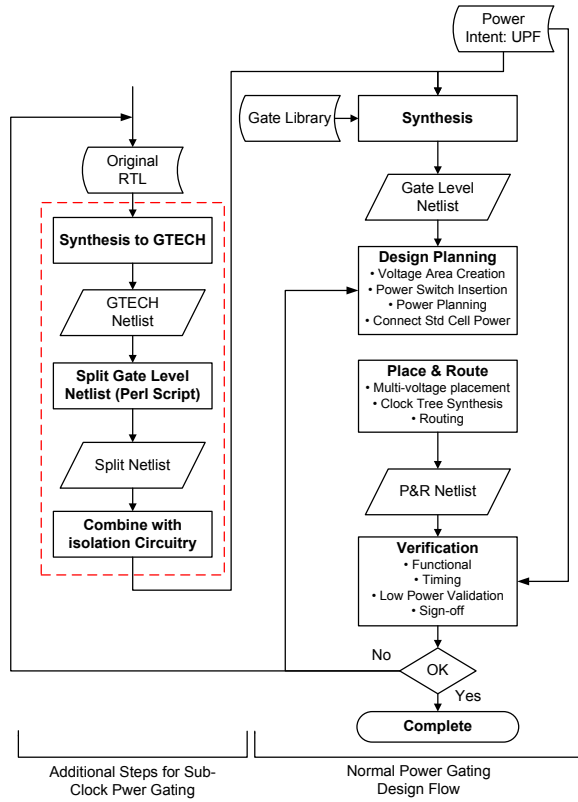 Power
Intent: UPF
Gate Library
Synthesis
Original
RTL
Gate Level
Netlist
Synthesis to GTECH
Design Planning
• Voltage Area Creation
• Power Switch Insertion
• Power Planning
• Connect Std Cell Power
GTECH
Netlist
Split Gate Level
Netlist (Perl Script)
Place & Route
• Multi-voltage placement
• Clock Tree Synthesis
• Routing
Split Netlist
P&R Netlist
Combine with
isolation Circuitry
Verification
• Functional
• Timing
• Low Power Validation
• Sign-off
No
OK
Yes
Complete
Additional Steps for Sub-
Clock Pwer Gating
Normal Power Gating
Design Flow